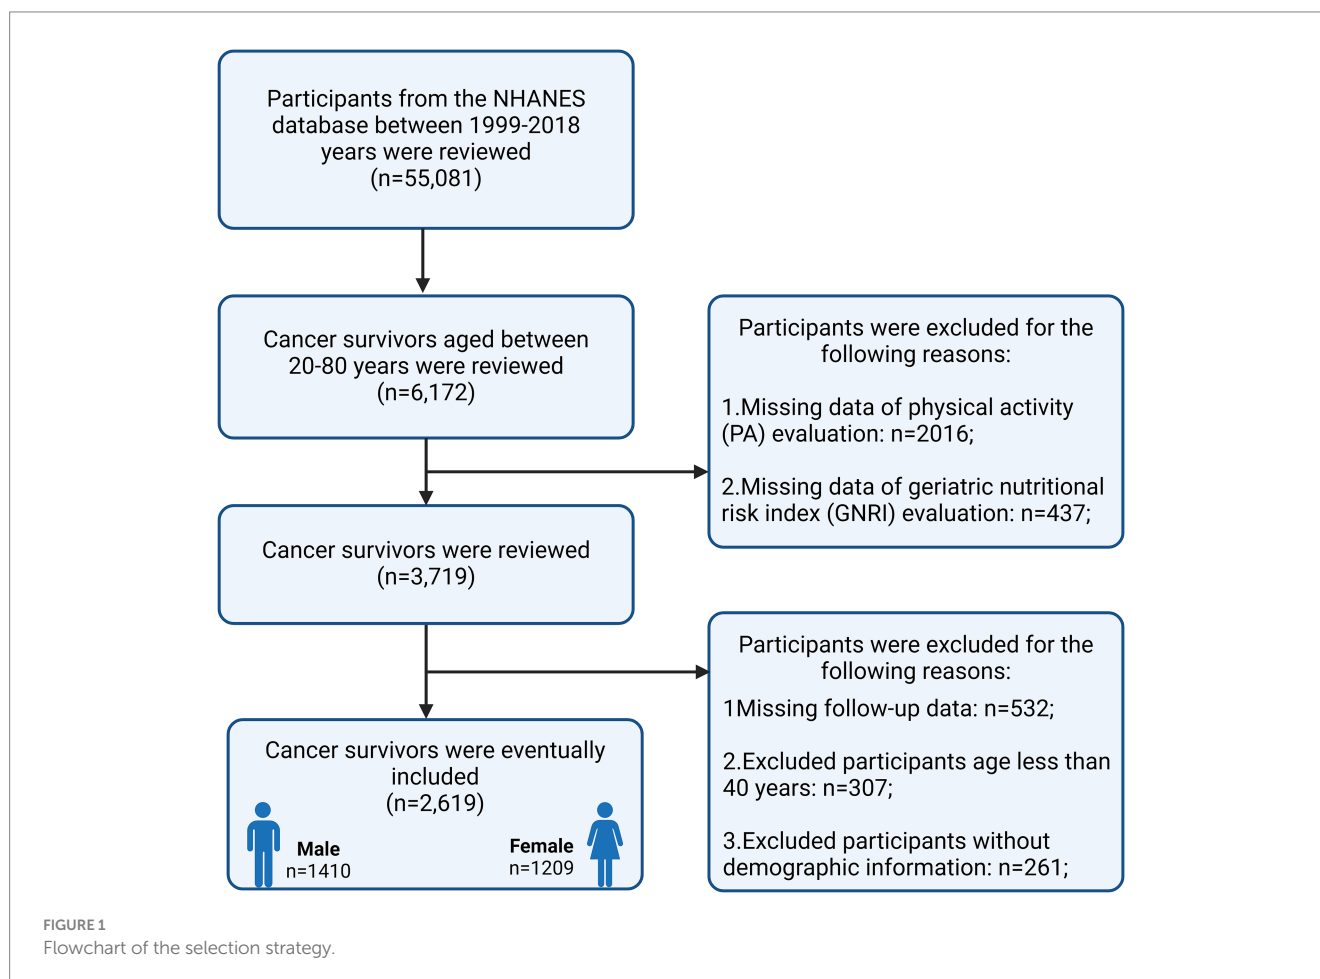 Participants from the NHANES
database between 1999-2018
years were reviewed
(n=55,081)
Cancer survivors aged between
20-80 years were reviewed
(n=6,172)
Participants were excluded for the
following reasons:
1.Missing data of physical activity
(PA) evaluation: n=2016;
2.Missing data of geriatric nutritional
risk index (GNRI) evaluation: n=437;
Cancer survivors were reviewed
(n=3,719)
Participants were excluded for the
following reasons:
1Missing follow-up data: n=532;
2.Excluded participants age less than
40 years: n=307;
3.Excluded participants without
demographic information: n=261;
Cancer survivors were eventually
included
(n=2,619)
Male
n=1410
Female
n=1209
FIGURE 1
Flowchart of the selection strategy.